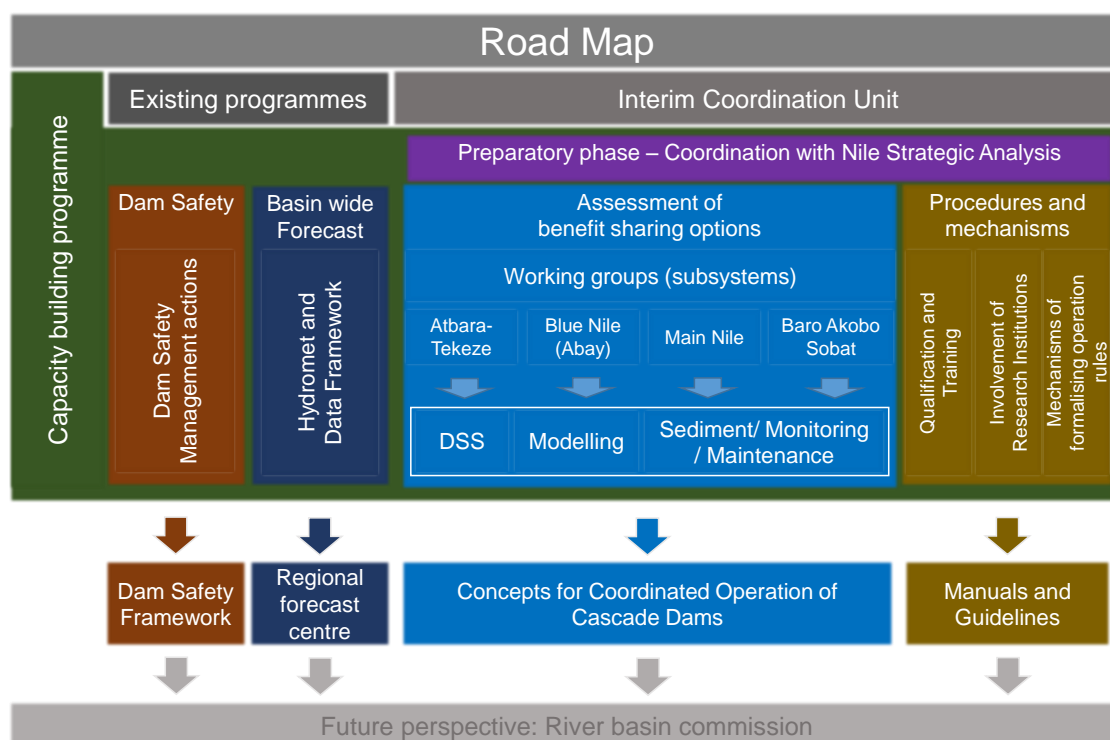 Road Map
Existing programmes
Interim Coordination Unit
Capacity building programme
Preparatory phase – Coordination with Nile Strategic Analysis
Dam Safety
Dam Safety
Management actions
Basin wide
Forecast
Hydromet and
Data Framework
Assessment of
benefit sharing options
Working groups (subsystems)
Atbara-
Tekeze
Blue Nile
(Abay)
Main Nile
Baro Akobo
Sobat
DSS
Modelling
Sediment/ Monitoring
/ Maintenance
Procedures and
mechanisms
Qualification and
Training
Involvement of
Research Institutions
Mechanisms of
formalising operation
rules
Dam Safety
Framework
Regional
forecast
centre
Concepts for Coordinated Operation of
Cascade Dams
Manuals and
Guidelines
Future perspective: River basin commission